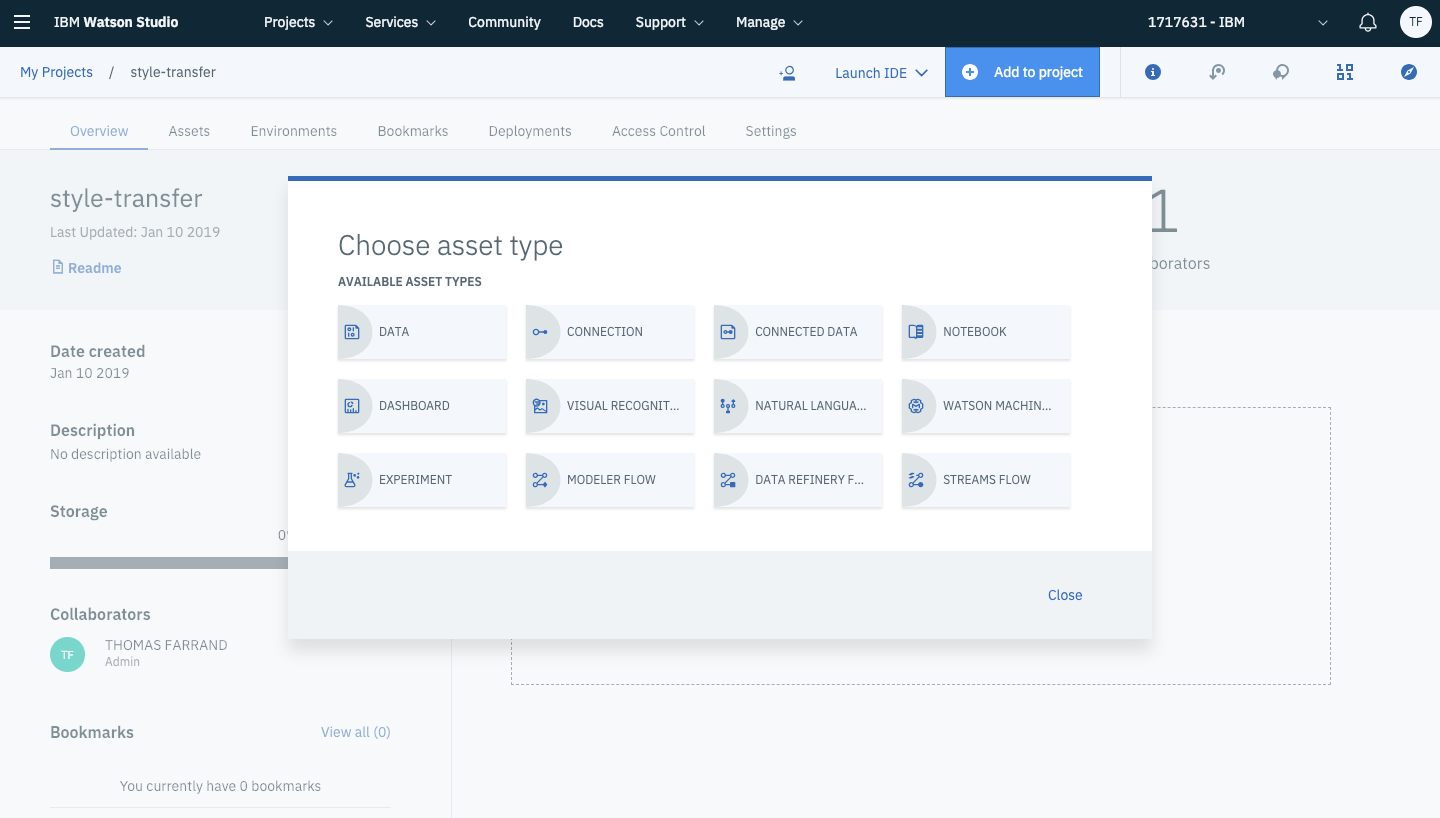 IBM Watson Studio Projects Services Community Docs Support Manage 1717631 - IBM TF
My Projects / style-transfer Launch IDE Add to project
Overview Assets Environments Bookmarks Deployments Access Control Settings
style-transfer
Last Updated: Jan 10 2019
Readme
1
Choose asset type
AVAILABLE ASSET TYPES
DATA CONNECTION CONNECTED DATA NOTEBOOK
DASHBOARD VISUAL RECOGNIT... NATURAL LANGUA... WATSON MACHIN...
EXPERIMENT MODELER FLOW DATA REFINERY F... STREAMS FLOW
Close
Date created
Jan 10 2019
Description
No description available
Storage
0
Collaborators
TF THOMAS FARRAND
Admin
Bookmarks View all (0)
You currently have 0 bookmarks